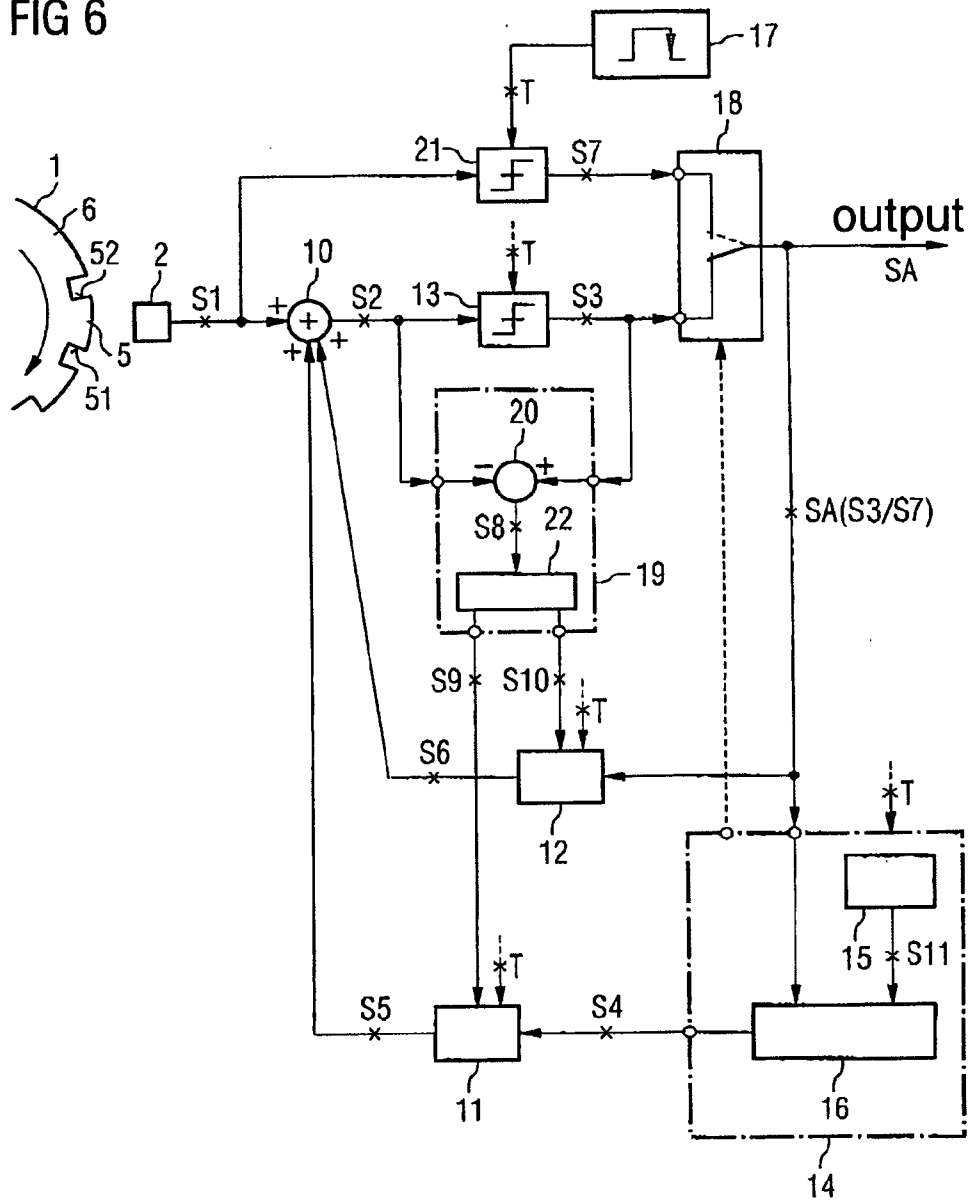 FIG 6
17
T
18
21
S7
1
6
output
52
T
10
2
13
SA
S1
+
S2
S3
+
+
+
5
51
20
−
+
S8
22
SA(S3/S7)
19
S9
S10
T
S6
T
12
15
S11
T
S5
S4
11
16
14